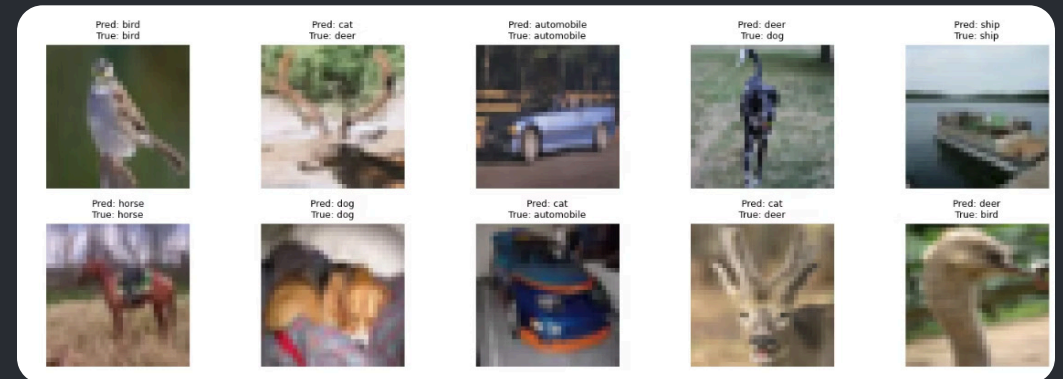 Pred: bird
True: bird
Pred: cat
True: deer
Pred: automobile
True: automobile
Pred: deer
True: dog
Pred: ship
True: ship
Pred: horse
True: horse
Pred: dog
True: dog
Pred: cat
True: automobile
Pred: cat
True: deer
Pred: deer
True: bird